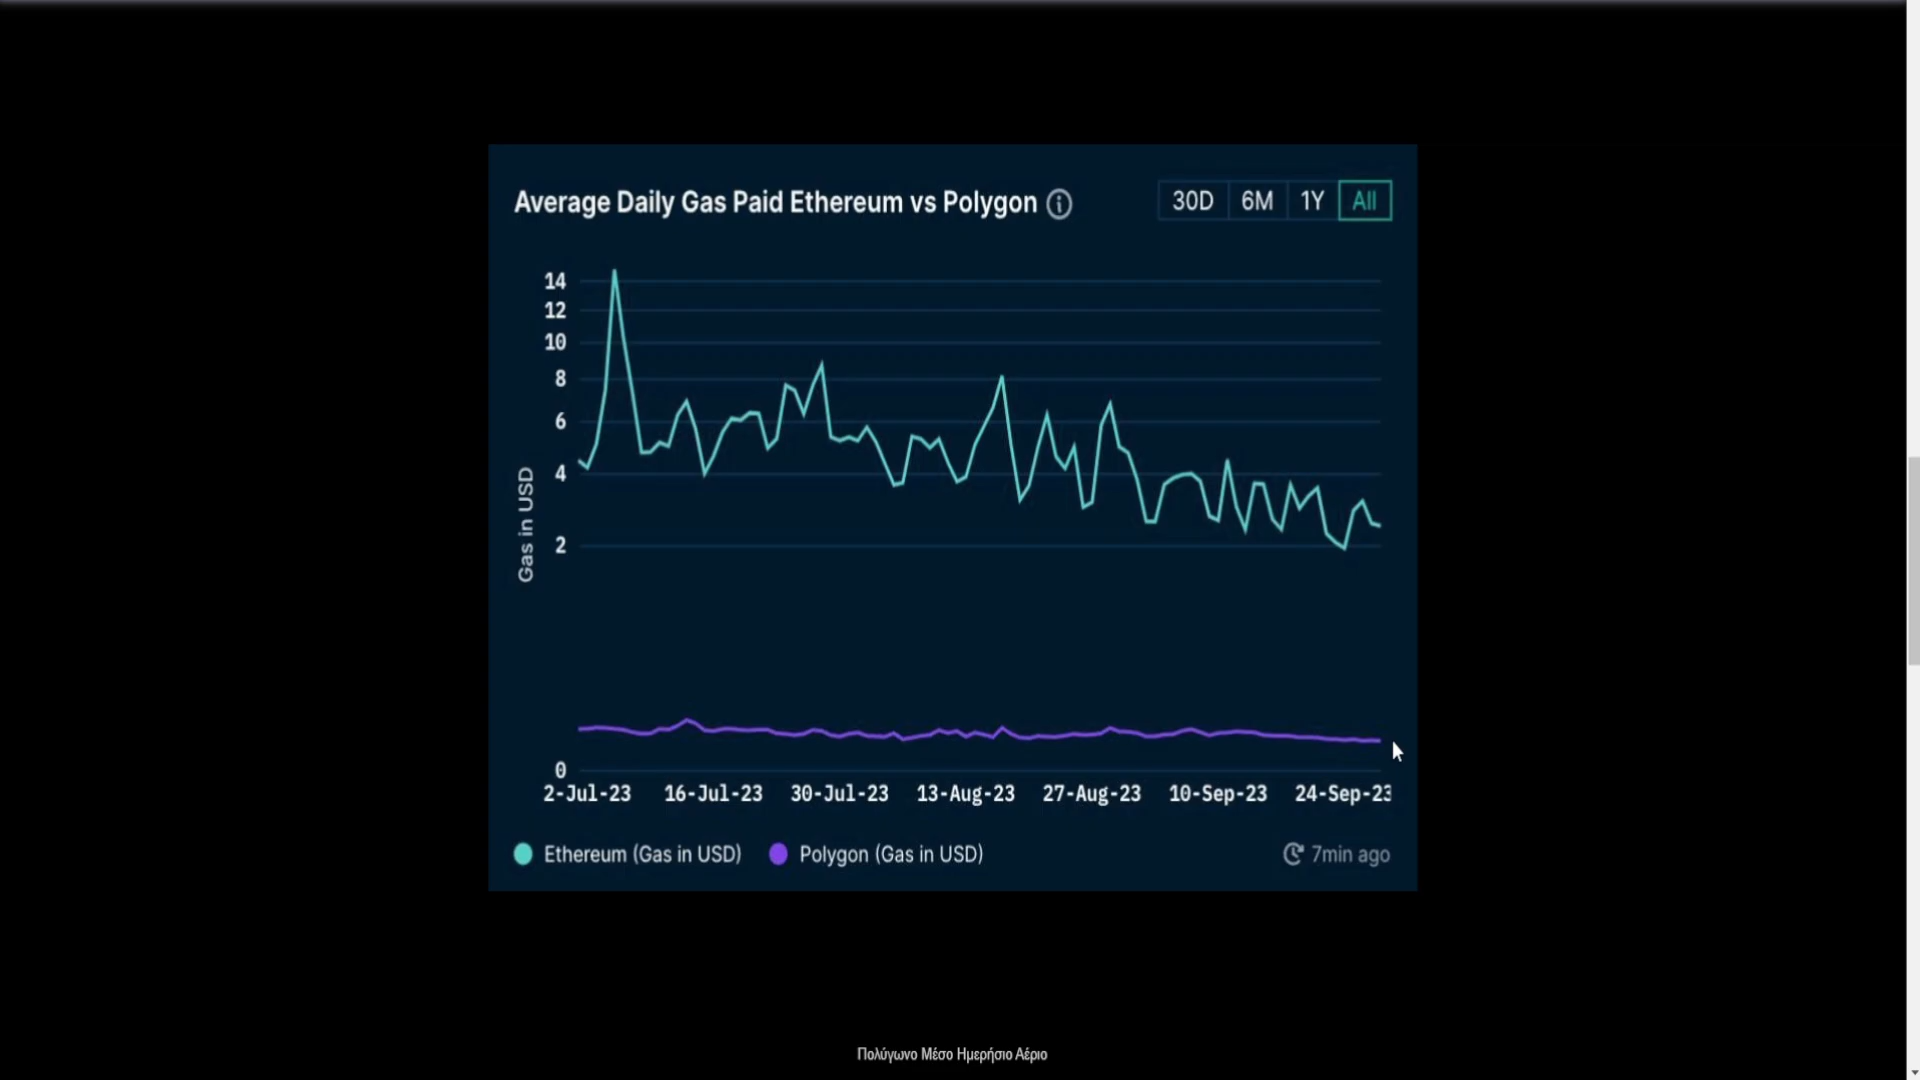 Average Daily Gas Paid Ethereum vs Polygon
30D 6M 1Y All
14
12
10
8
6
4
2
0
Gas in USD
2-Jul-23 16-Jul-23 30-Jul-23 13-Aug-23 27-Aug-23 10-Sep-23 24-Sep-23
Ethereum (Gas in USD) Polygon (Gas in USD) 7min ago
Πολύγωνο Μέσο Ημερήσιο Αέριο